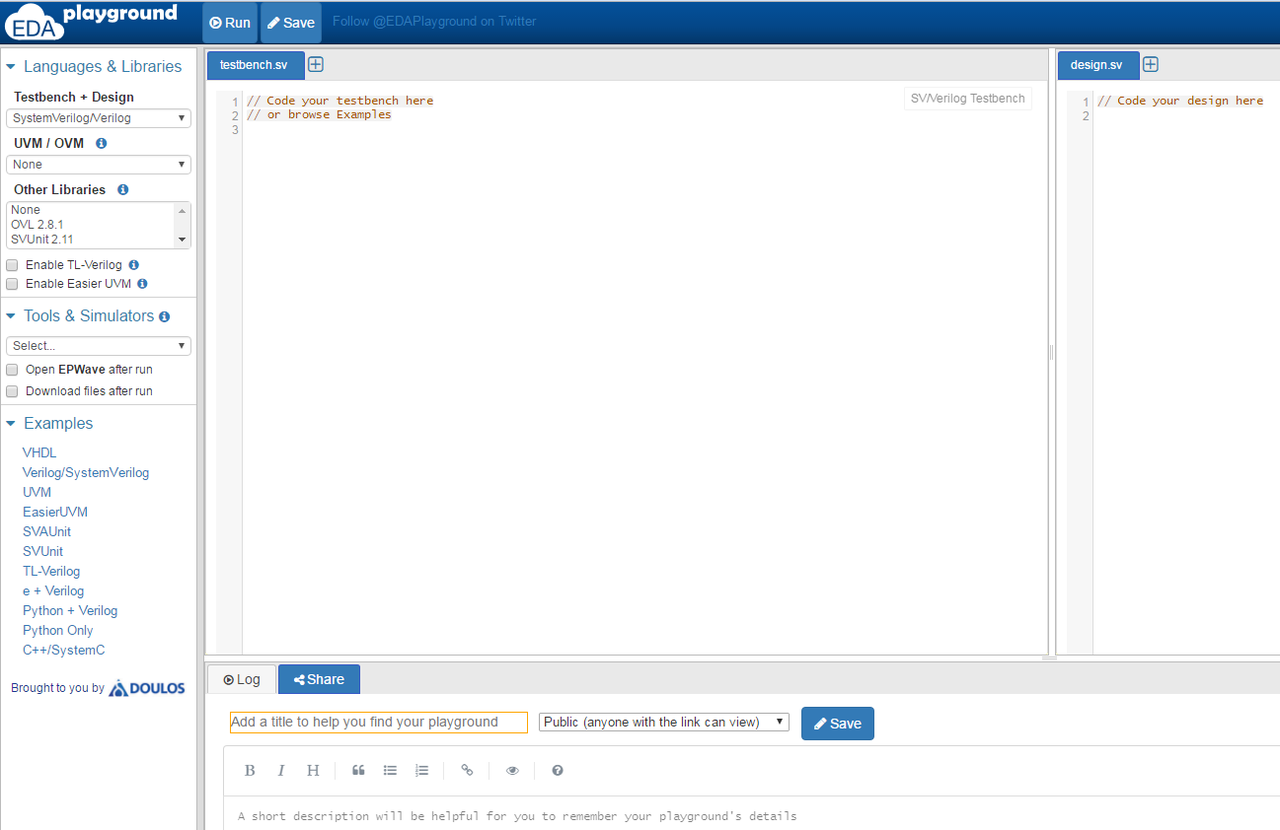 EDA playground
Run
Save
Follow @EDAPlayground on Twitter
Languages & Libraries
Testbench + Design
SystemVerilog/Verilog
UVM / OVM
None
Other Libraries
None
OVL 2.8.1
SVUnit 2.11
Enable TL-Verilog
Enable Easier UVM
Tools & Simulators
Select...
Open EPWave after run
Download files after run
Examples
VHDL
Verilog/SystemVerilog
UVM
EasierUVM
SVAUnit
SVUnit
TL-Verilog
e + Verilog
Python + Verilog
Python Only
C++/SystemC
Brought to you by DOULOS
testbench.sv
1 // Code your testbench here
2 // or browse Examples
3
SV/Verilog Testbench
design.sv
1 // Code your design here
2
Log
Share
Add a title to help you find your playground
Public (anyone with the link can view)
Save
B I H
A short description will be helpful for you to remember your playground's details